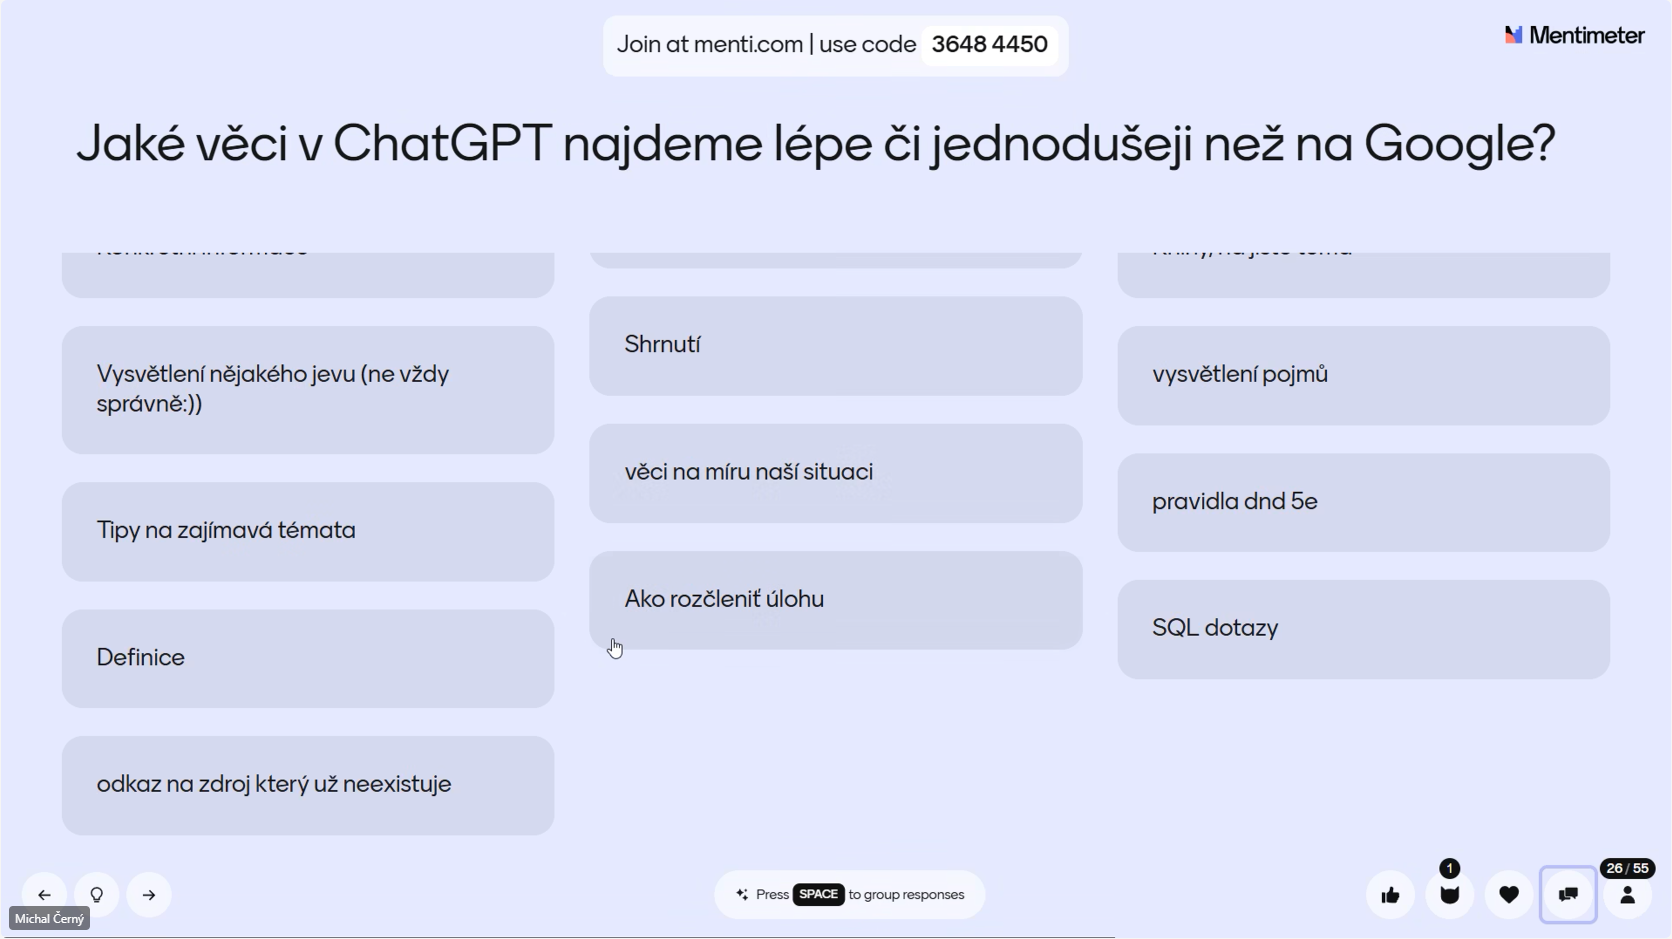 Join at menti.com | use code 3648 4450
Mentimeter
Jaké věci v ChatGPT najdeme lépe či jednodušeji než na Google?
Vysvětlení nějakého jevu (ne vždy
správně:))
Tipy na zajímavá témata
Definice
odkaz na zdroj který už neexistuje
Shrnutí
věci na míru naší situaci
Ako rozčleniť úlohu
vysvětlení pojmů
pravidla dnd 5e
SQL dotazy
Press SPACE to group responses
1
26 / 55
Michal Černý